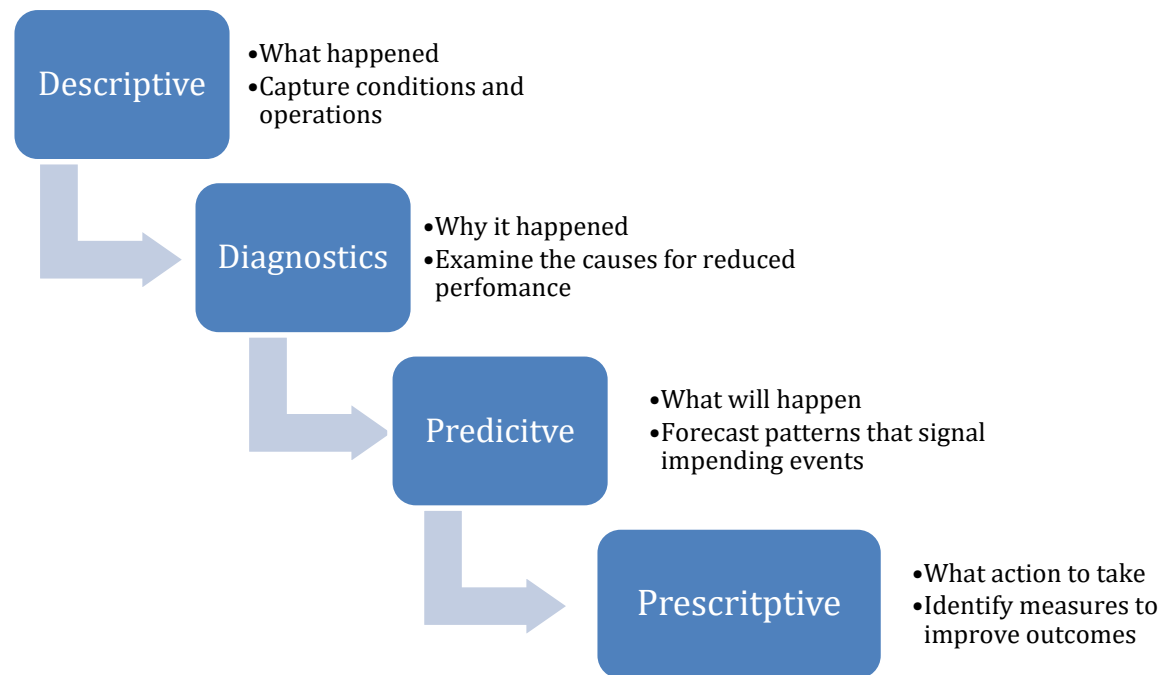 Descriptive
•What happened
•Capture conditions and
operations
Diagnostics
•Why it happened
•Examine the causes for reduced
perfomance
Predicitve
•What will happen
•Forecast patterns that signal
impending events
Prescritptive
•What action to take
•Identify measures to
improve outcomes